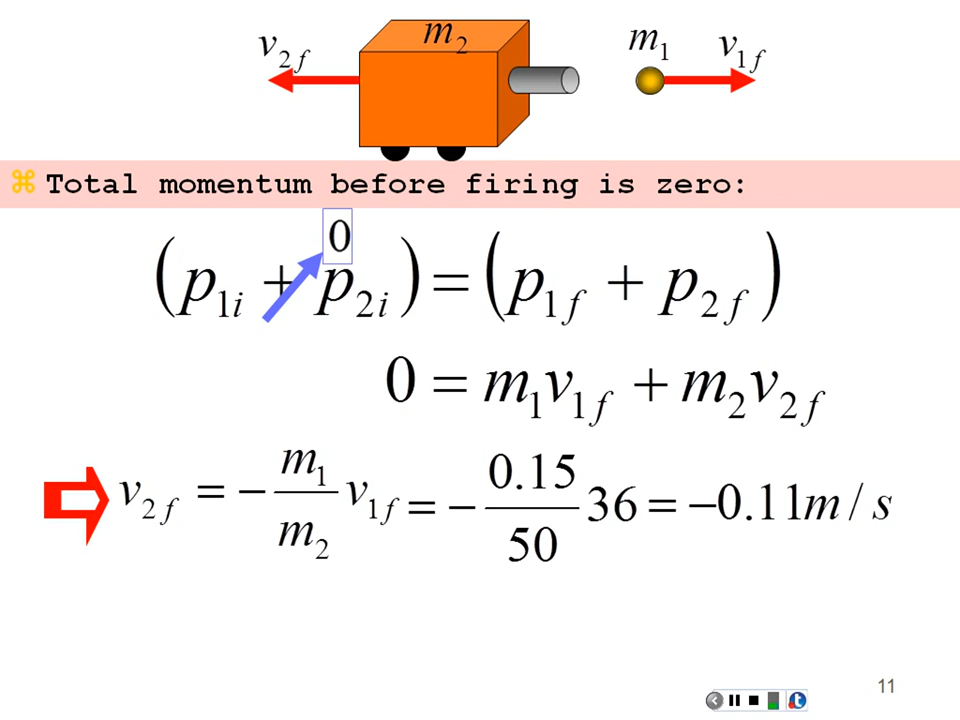 v2f m2 m1 v1f
⌘ Total momentum before firing is zero:
0
(p1i + p2i) = (p1f + p2f)
0 = m1v1f + m2v2f
v2f = − m1/m2 v1f = − 0.15/50 36 = −0.11m / s
11